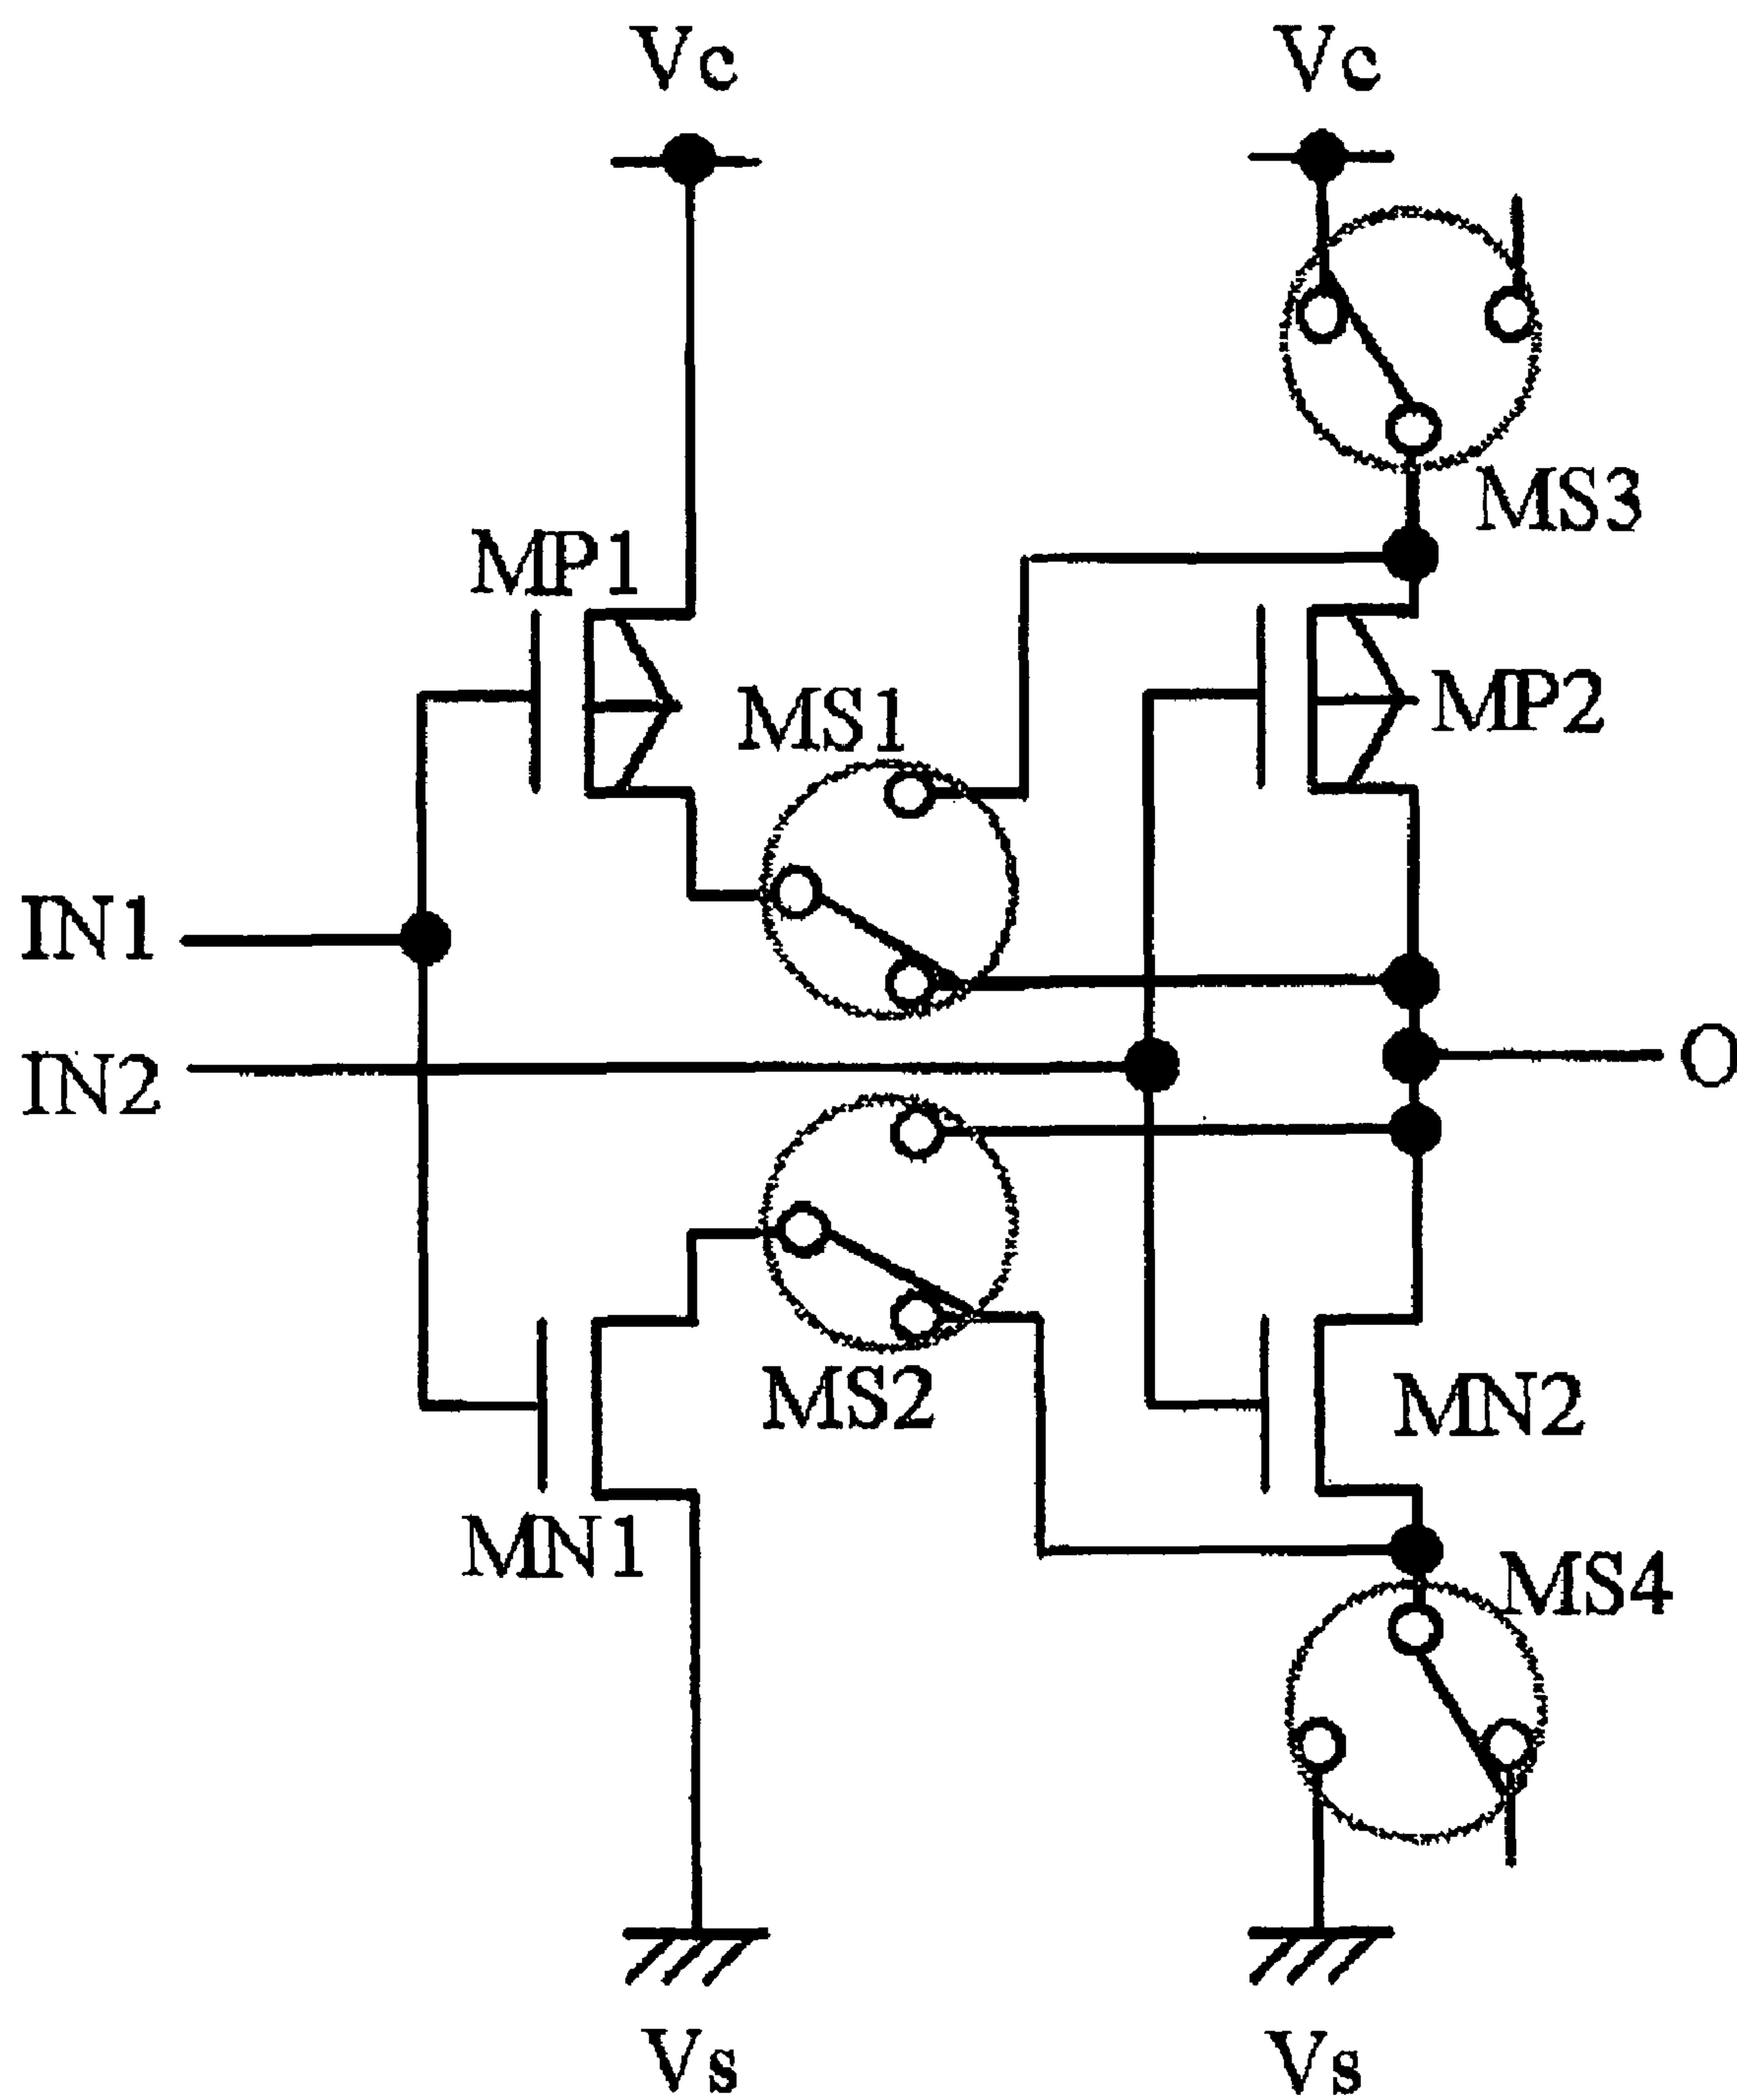 Vc Vc
MS3
MP1
MP2
MS1
IN1
IN2 O
MS2 MN2
MN1
MS4
Vs Vs